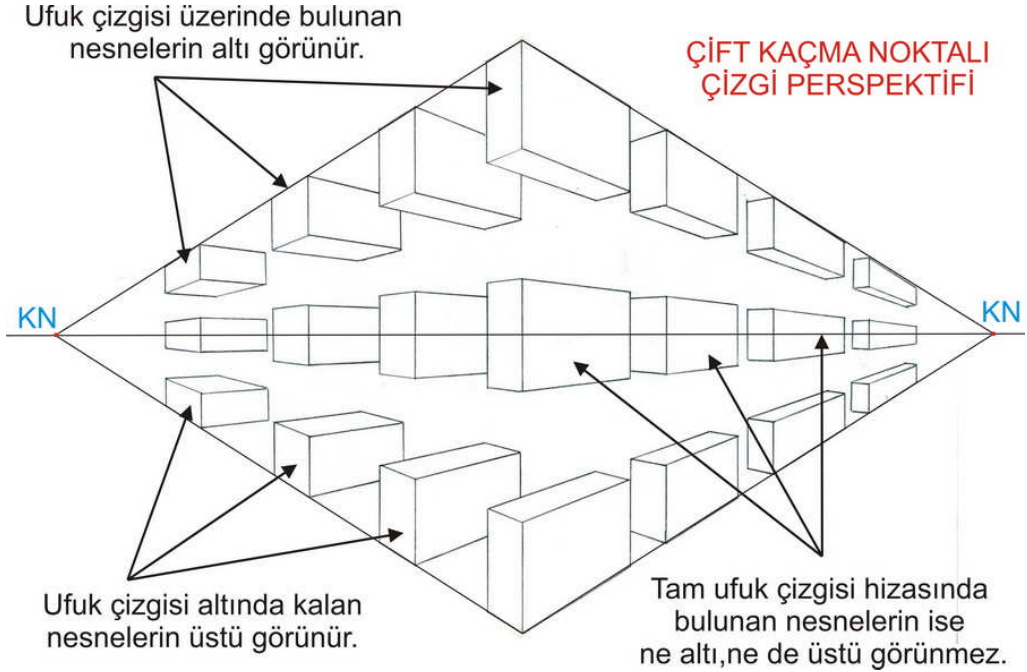 Ufuk çizgisi üzerinde bulunan
nesnelerin altı görünür.
ÇİFT KAÇMA NOKTALI
ÇİZGİ PERSPEKTİFİ
KN
KN
Ufuk çizgisi altında kalan
nesnelerin üstü görünür.
Tam ufuk çizgisi hizasında
bulunan nesnelerin ise
ne altı,ne de üstü görünmez.